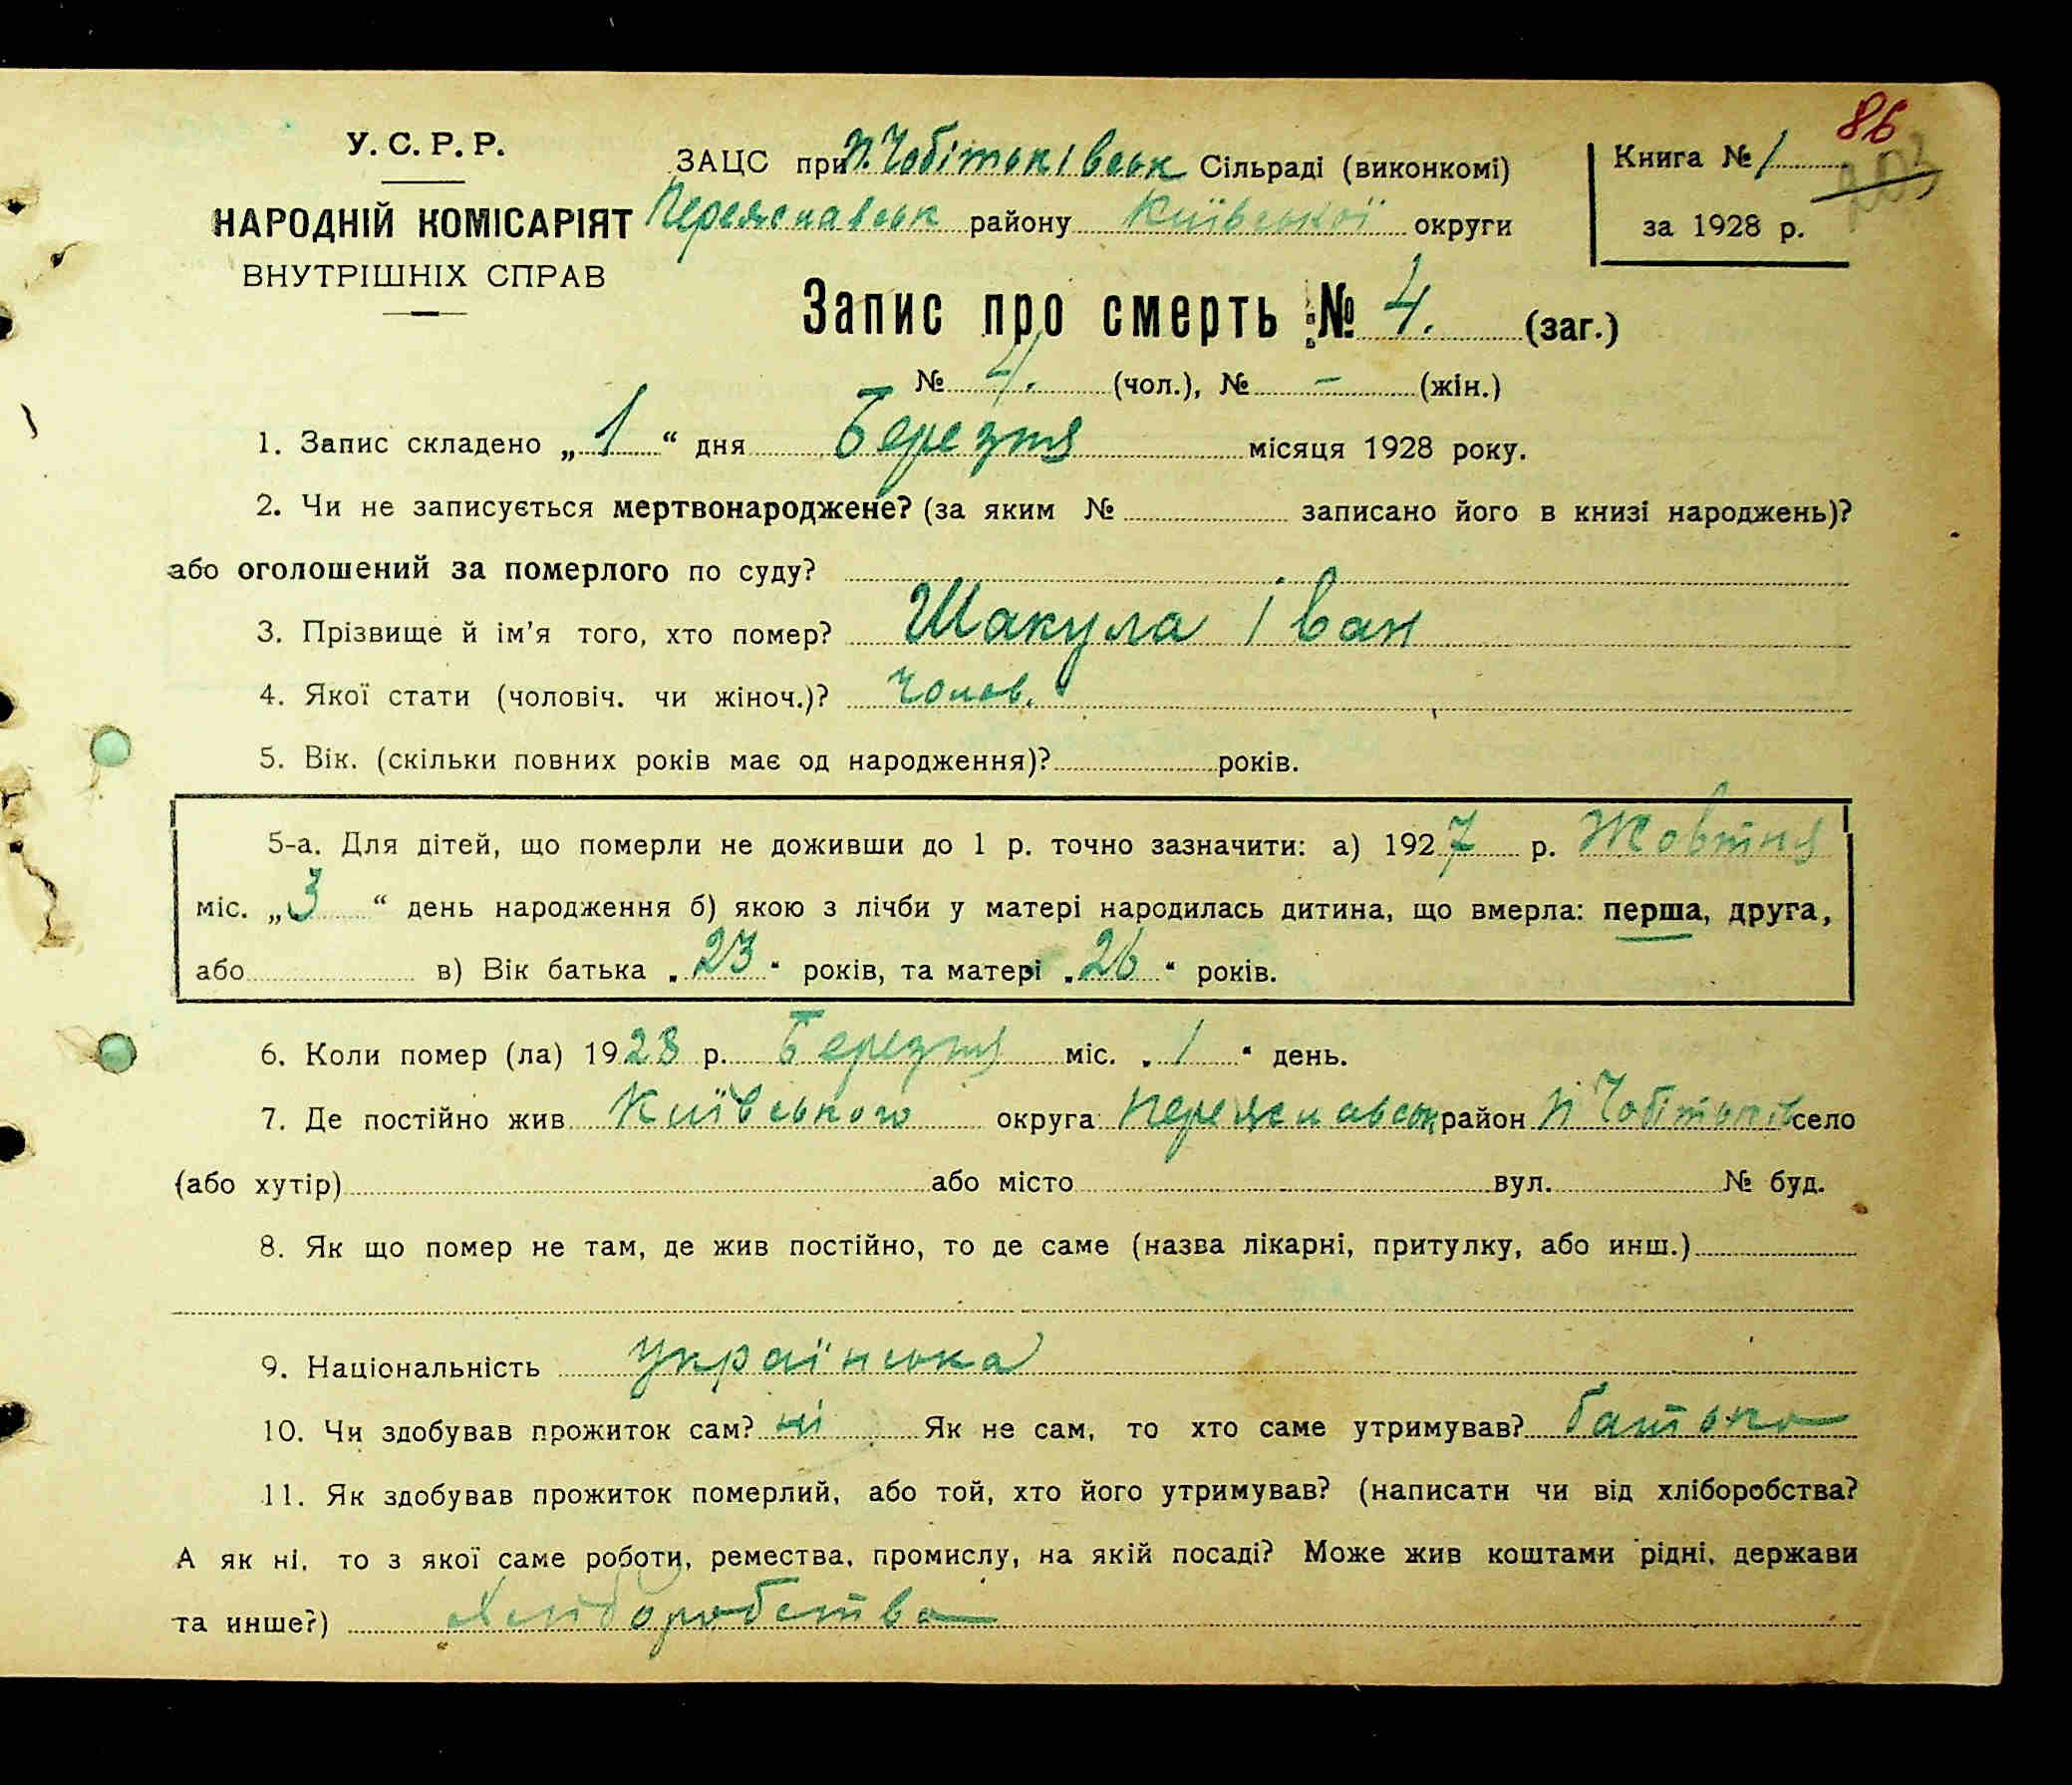 86
203
У. С. Р. Р.
НАРОДНІЙ КОМІСАРІЯТ
ВНУТРІШНІХ СПРАВ
ЗАЦС при П. Чобітьківськ Сільраді (виконкомі)
Переяславськ району Київської округи
Книга № 1
за 1928 р.
Запис про смерть № 4. (заг.)
№ 4. (чол.), № – (жін.)
1. Запис складено „1“ дня Березня місяця 1928 року.
2. Чи не записується мертвонароджене? (за яким № записано його в книзі народжень)?
або оголошений за померлого по суду?
3. Прізвище й ім’я того, хто помер? Шакула Іван
4. Якої стати (чоловіч. чи жіноч.)? Чолов.
5. Вік. (скільки повних років має од народження)? років.
5-а. Для дітей, що померли не доживши до 1 р. точно зазначити: а) 1927 р. Жовтня
міс. „3“ день народження б) якою з лічби у матері народилась дитина, що вмерла: перша, друга,
або в) Вік батька „23“ років, та матері „26“ років.
6. Коли помер (ла) 1928 р. Березня міс. „1“ день.
7. Де постійно жив Київського округа Переяславськ район П Чобітьків село
(або хутір) або місто вул. № буд.
8. Як що помер не там, де жив постійно, то де саме (назва лікарні, притулку, або инш.)
9. Національність українська
10. Чи здобував прожиток сам? ні Як не сам, то хто саме утримував? батько
11. Як здобував прожиток померлий, або той, хто його утримував? (написати чи від хліборобства?
А як ні, то з якої саме роботи, ремества, промислу, на якій посаді? Може жив коштами рідні, держави
та инше?) Хліборобства